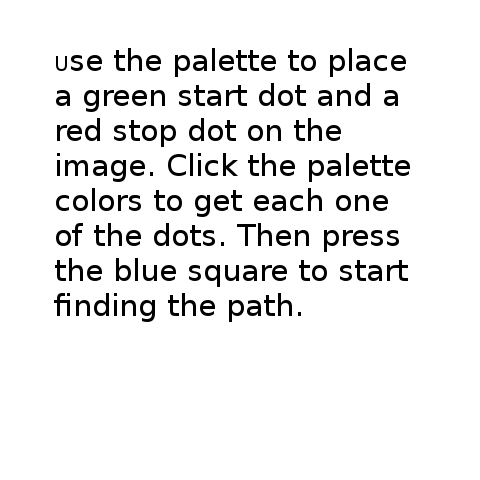 use the palette to place
a green start dot and a
red stop dot on the
image. Click the palette
colors to get each one
of the dots. Then press
the blue square to start
finding the path.